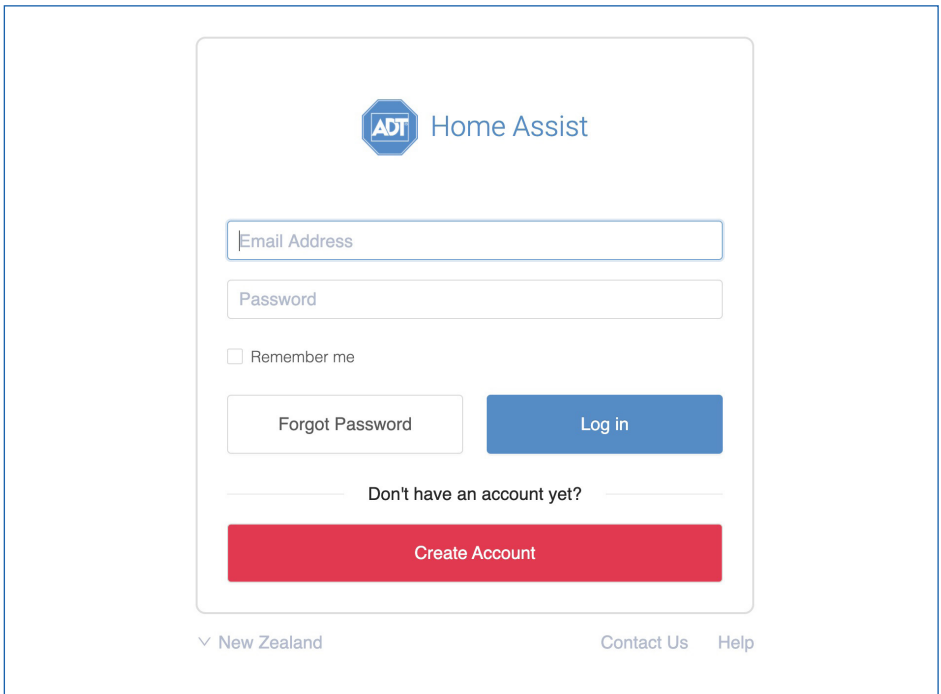 ADT Home Assist
Email Address
Password
Remember me
Forgot Password Log in
Don't have an account yet?
Create Account
New Zealand Contact Us Help